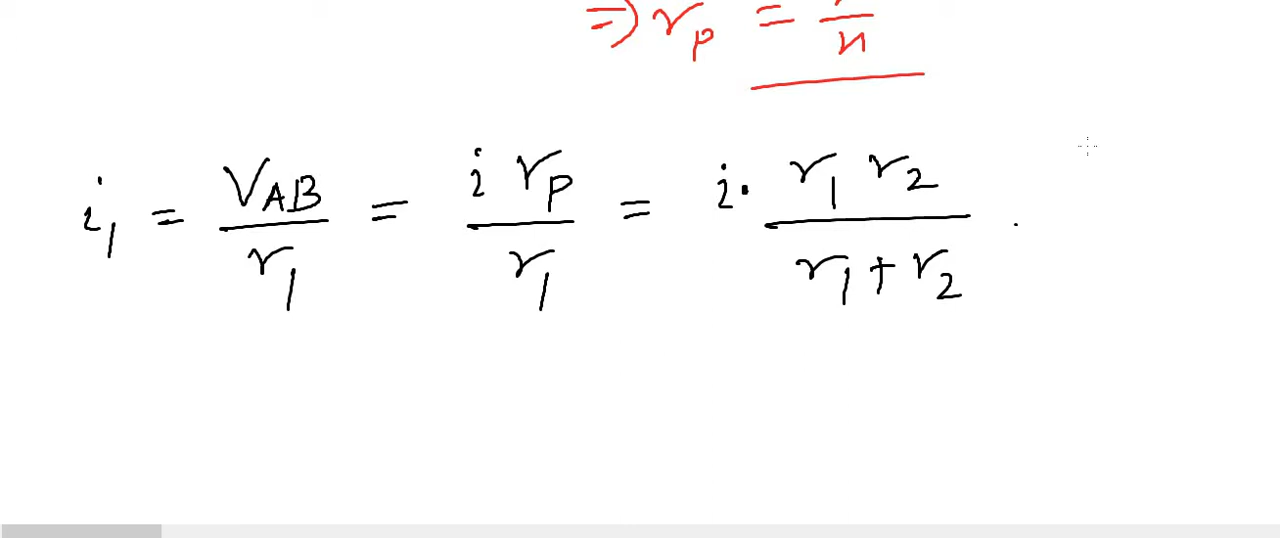 ⇒ r_p = r/n
i_1 = V_AB / r_1 = i r_p / r_1 = i · r_1 r_2 / (r_1 + r_2) .